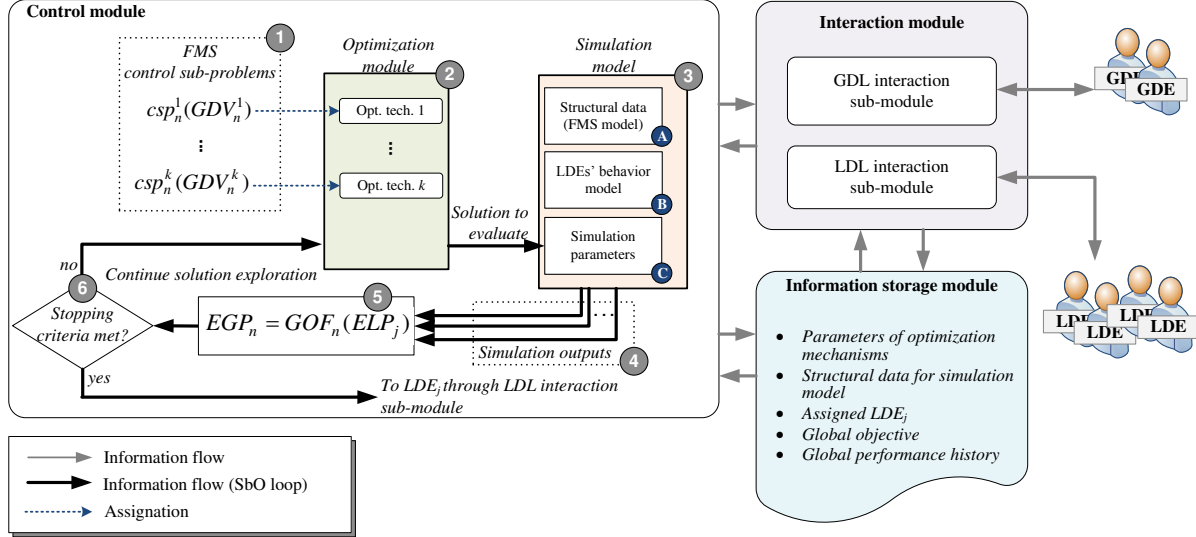 Control module
1
FMS
control sub-problems
csp_n^1(GDV_n^1)
⋮
csp_n^k(GDV_n^k)
Optimization
module
2
Opt. tech. 1
⋮
Opt. tech. k
Simulation
model
3
Structural data
(FMS model)
A
LDEs' behavior
model
B
Simulation
parameters
C
Solution to
evaluate
no
Continue solution exploration
6
Stopping
criteria met?
yes
5
EGP_n = GOF_n(ELP_j)
...
Simulation outputs
4
To LDE_j through LDL interaction
sub-module
Interaction module
GDL interaction
sub-module
LDL interaction
sub-module
GDE
GDE
LDE
LDE
LDE
LDE
Information storage module
• Parameters of optimization
mechanisms
• Structural data for simulation
model
• Assigned LDE_j
• Global objective
• Global performance history
Information flow
Information flow (SbO loop)
Assignation